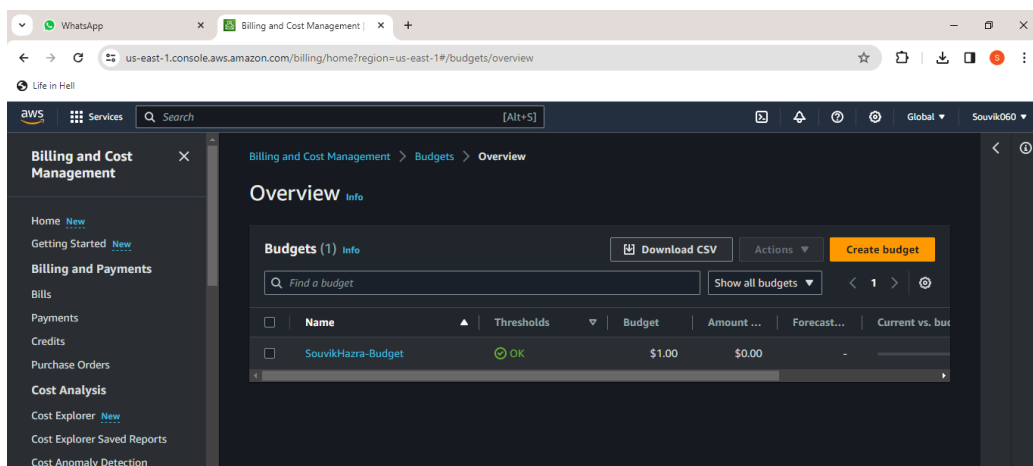 WhatsApp
Billing and Cost Management |
us-east-1.console.aws.amazon.com/billing/home?region=us-east-1#/budgets/overview
S
Life in Hell
aws
Services
Search
[Alt+S]
Global
Souvik060
Billing and Cost
Management
Home New
Getting Started New
Billing and Payments
Bills
Payments
Credits
Purchase Orders
Cost Analysis
Cost Explorer New
Cost Explorer Saved Reports
Cost Anomaly Detection
Billing and Cost Management > Budgets > Overview
Overview Info
Budgets (1) Info
Download CSV
Actions
Create budget
Find a budget
Show all budgets
1
Name Thresholds Budget Amount ... Forecast... Current vs. bud
SouvikHazra-Budget OK $1.00 $0.00 -